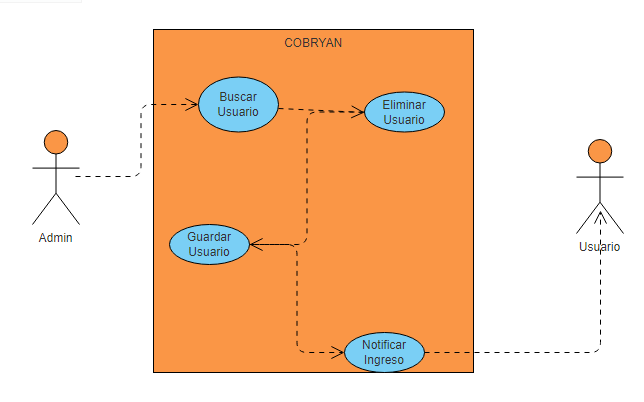 COBRYAN
Buscar
Usuario
Eliminar
Usuario
Admin
Guardar
Usuario
Usuario
Notificar
Ingreso